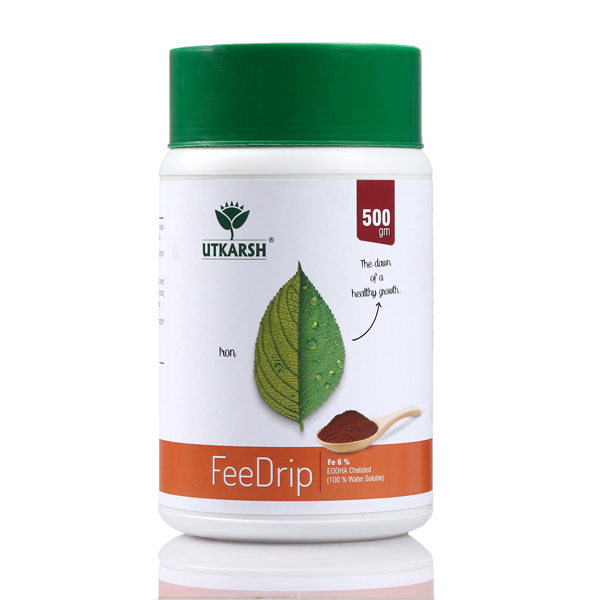 UTKARSH®
500
gm
The dawn
of a
healthy growth.
Iron
FeeDrip
Fe 6 %
EDDHA Chelated
(100 % Water Soluble)